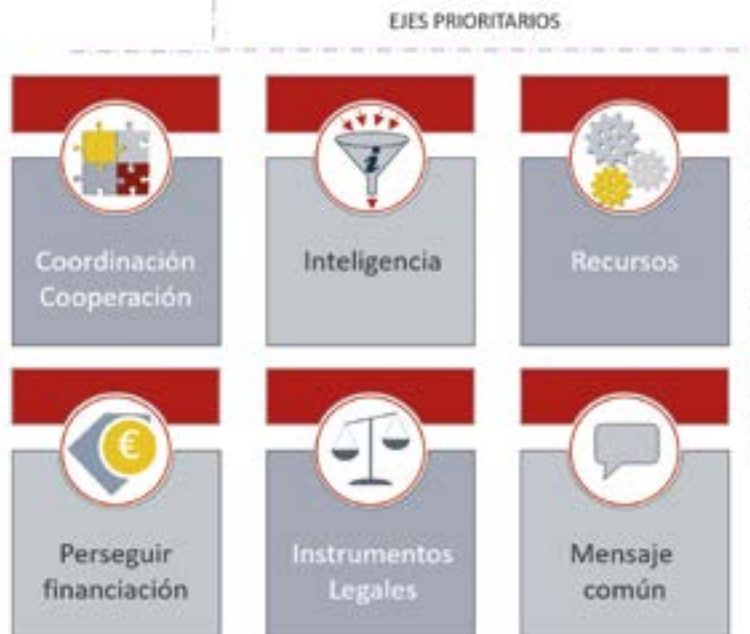 EJES PRIORITARIOS
Coordinación
Cooperación
i
Inteligencia
Recursos
€
Perseguir
financiación
Instrumentos
Legales
Mensaje
común